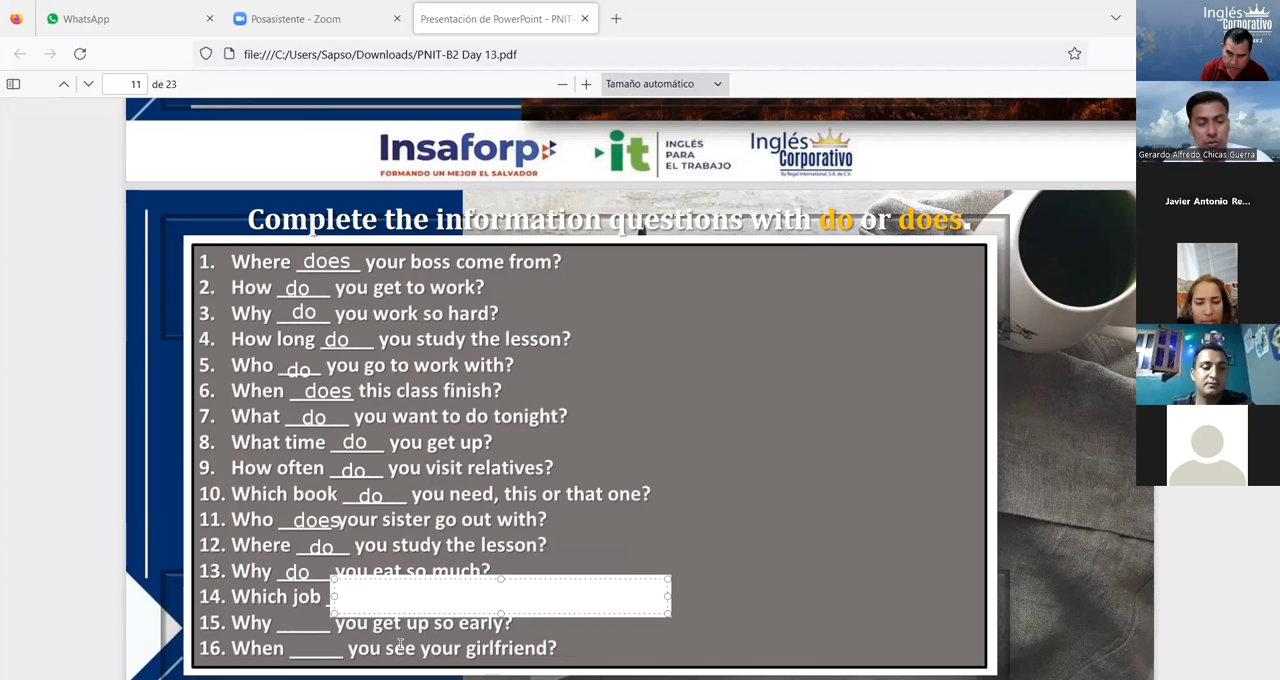 WhatsApp
Posasistente - Zoom
Presentación de PowerPoint - PNIT-
file:///C:/Users/Sapso/Downloads/PNIT-B2 Day 13.pdf
11 de 23
Tamaño automático
Insaforp
FORMANDO UN MEJOR EL SALVADOR
it INGLÉS PARA EL TRABAJO
Inglés Corporativo
Complete the information questions with do or does.
1. Where does your boss come from?
2. How do you get to work?
3. Why do you work so hard?
4. How long do you study the lesson?
5. Who do you go to work with?
6. When does this class finish?
7. What do you want to do tonight?
8. What time do you get up?
9. How often do you visit relatives?
10. Which book do you need, this or that one?
11. Who does your sister go out with?
12. Where do you study the lesson?
13. Why do you eat so much?
14. Which job
15. Why _____ you get up so early?
16. When _____ you see your girlfriend?
Inglés Corporativo
Gerardo Alfredo Chicas Guerra
Javier Antonio Re...